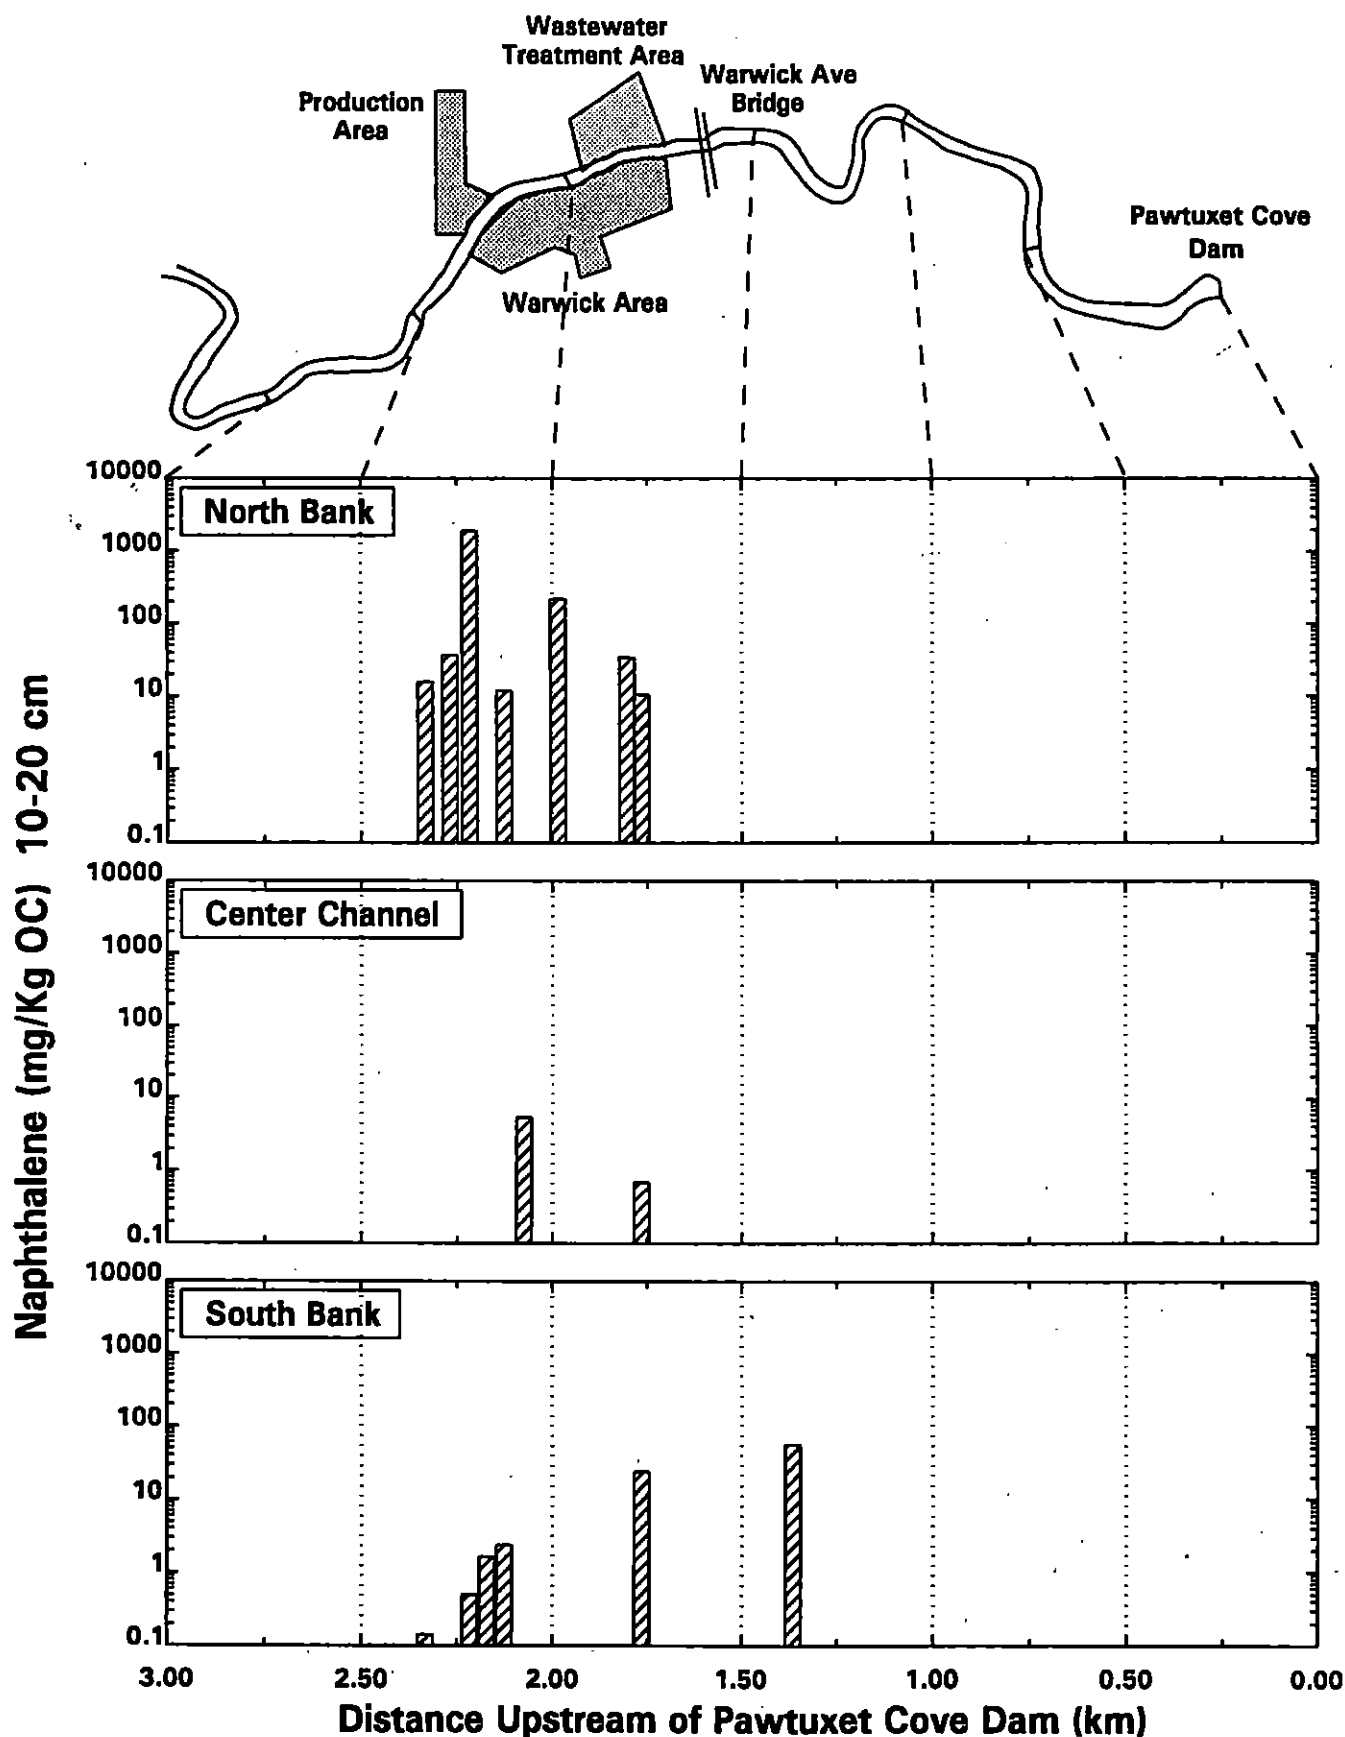 Wastewater
Treatment Area
Warwick Ave
Bridge
Production
Area
Pawtuxet Cove
Dam
Warwick Area
Naphthalene (mg/Kg OC) 10-20 cm
10000
North Bank
1000
100
10
1
0.1
10000
Center Channel
1000
100
10
1
0.1
10000
South Bank
1000
100
10
1
0.1
3.00 2.50 2.00 1.50 1.00 0.50 0.00
Distance Upstream of Pawtuxet Cove Dam (km)